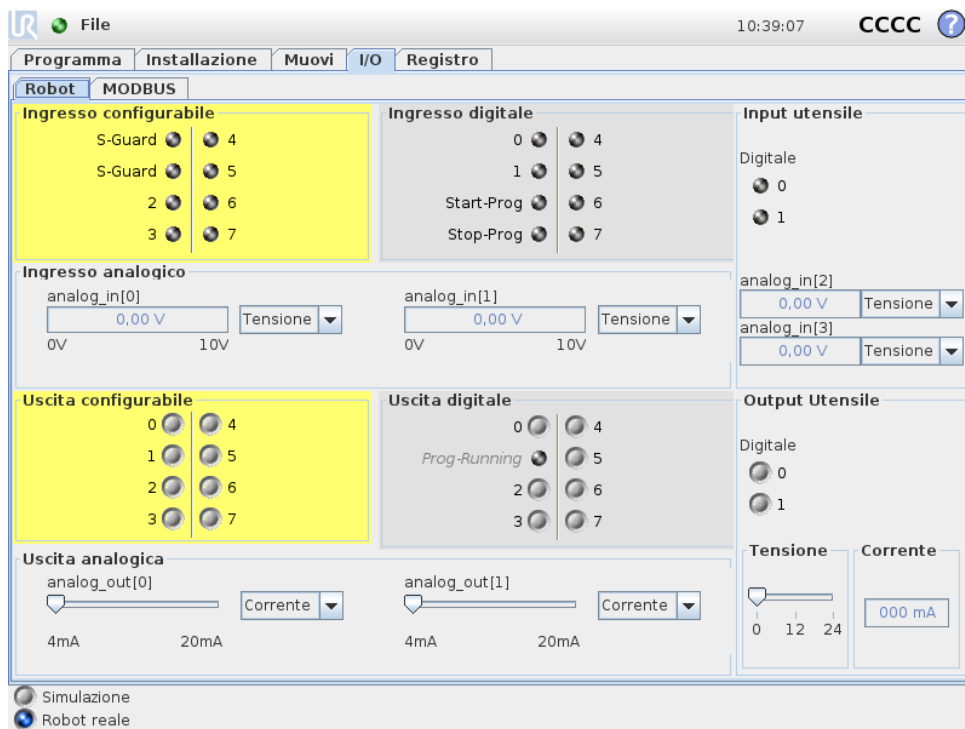 UR File 10:39:07 CCCC ?
Programma Installazione Muovi I/O Registro
Robot MODBUS
Ingresso configurabile
S-Guard 4
S-Guard 5
2 6
3 7
Ingresso digitale
0 4
1 5
Start-Prog 6
Stop-Prog 7
Input utensile
Digitale
0
1
Ingresso analogico
analog_in[0]
0,00 V Tensione
0V 10V
analog_in[1]
0,00 V Tensione
0V 10V
analog_in[2]
0,00 V Tensione
analog_in[3]
0,00 V Tensione
Uscita configurabile
0 4
1 5
2 6
3 7
Uscita digitale
0 4
Prog-Running 5
2 6
3 7
Output Utensile
Digitale
0
1
Uscita analogica
analog_out[0]
Corrente
4mA 20mA
analog_out[1]
Corrente
4mA 20mA
Tensione
0 12 24
Corrente
000 mA
Simulazione
Robot reale